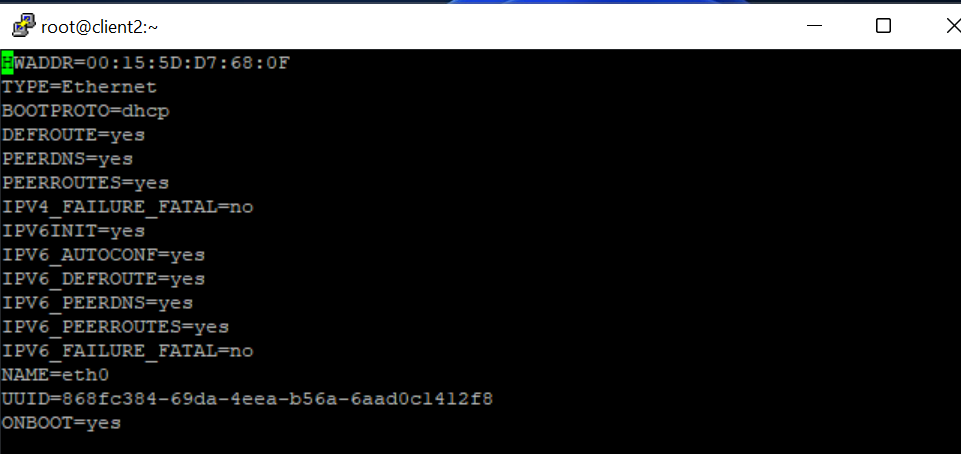 root@client2:~
HWADDR=00:15:5D:D7:68:0F
TYPE=Ethernet
BOOTPROTO=dhcp
DEFROUTE=yes
PEERDNS=yes
PEERROUTES=yes
IPV4_FAILURE_FATAL=no
IPV6INIT=yes
IPV6_AUTOCONF=yes
IPV6_DEFROUTE=yes
IPV6_PEERDNS=yes
IPV6_PEERROUTES=yes
IPV6_FAILURE_FATAL=no
NAME=eth0
UUID=868fc384-69da-4eea-b56a-6aad0c1412f8
ONBOOT=yes